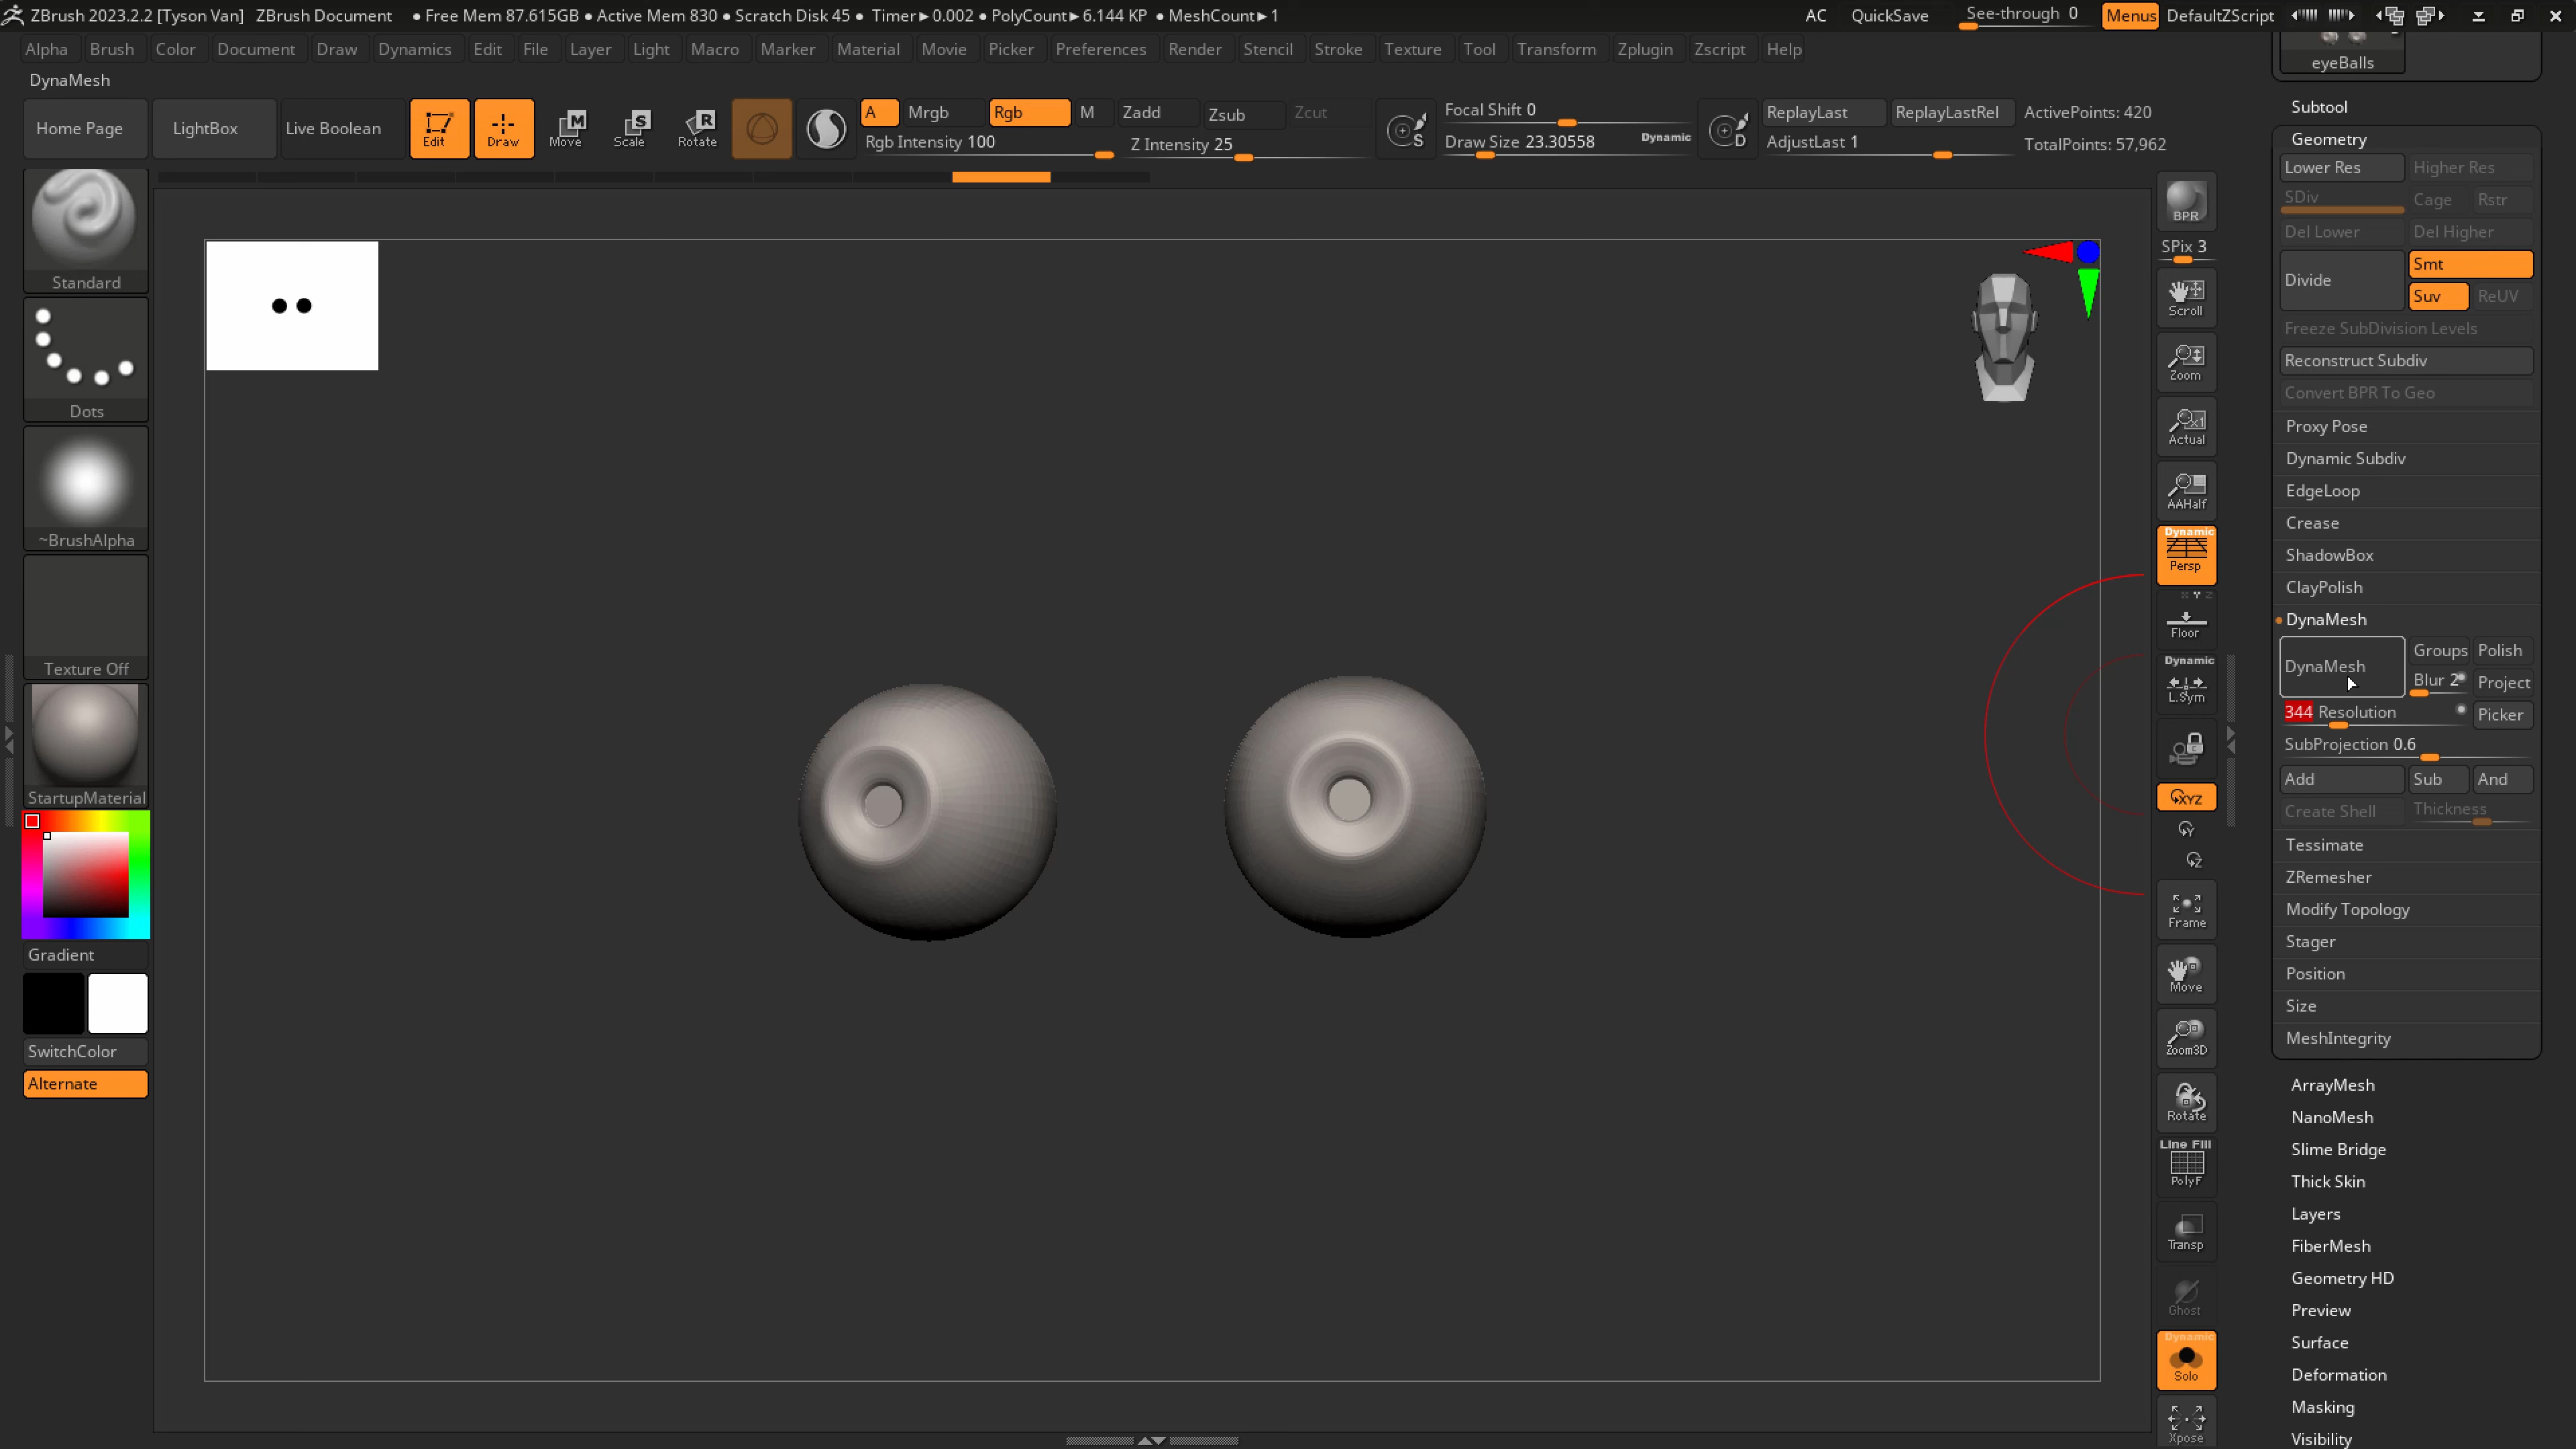 ZBrush 2023.2.2 [Tyson Van] ZBrush Document ● Free Mem 87.615GB ● Active Mem 830 ● Scratch Disk 45 ● Timer►0.002 ● PolyCount►6.144 KP ● MeshCount►1 AC QuickSave See-through 0 Menus DefaultZScript
Alpha Brush Color Document Draw Dynamics Edit File Layer Light Macro Marker Material Movie Picker Preferences Render Stencil Stroke Texture Tool Transform Zplugin Zscript Help
eyeBalls
DynaMesh
Home Page LightBox Live Boolean Edit Draw Move Scale Rotate
M S R
A Mrgb Rgb M Zadd Zsub Zcut
Rgb Intensity 100 Z Intensity 25
S Focal Shift 0
Draw Size 23.30558 Dynamic
D ReplayLast ReplayLastRel ActivePoints: 420
AdjustLast 1 TotalPoints: 57,962
Standard
Dots
~BrushAlpha
Texture Off
StartupMaterial
Gradient
SwitchColor
Alternate
BPR
SPix 3
Scroll
Zoom
x1
Actual
AAHalf
Dynamic
Persp
X Y Z
Floor
Dynamic
L.Sym
XYZ
Y
Z
Frame
Move
Zoom3D
Rotate
Line Fill
PolyF
Transp
Ghost
Dynamic
Solo
Xpose
Subtool
Geometry
Lower Res Higher Res
SDiv Cage Rstr
Del Lower Del Higher
Divide Smt
Suv ReUV
Freeze SubDivision Levels
Reconstruct Subdiv
Convert BPR To Geo
Proxy Pose
Dynamic Subdiv
EdgeLoop
Crease
ShadowBox
ClayPolish
DynaMesh
DynaMesh Groups Polish
Blur 2 Project
344 Resolution Picker
SubProjection 0.6
Add Sub And
Create Shell Thickness
Tessimate
ZRemesher
Modify Topology
Stager
Position
Size
MeshIntegrity
ArrayMesh
NanoMesh
Slime Bridge
Thick Skin
Layers
FiberMesh
Geometry HD
Preview
Surface
Deformation
Masking
Visibility